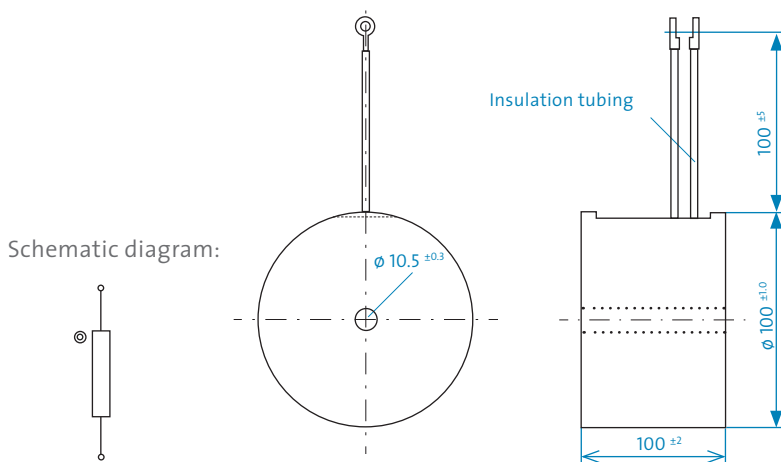 Insulation tubing
100 ±5
Schematic diagram:
ø 10.5 ±0.3
ø 100 ±1.0
100 ±2